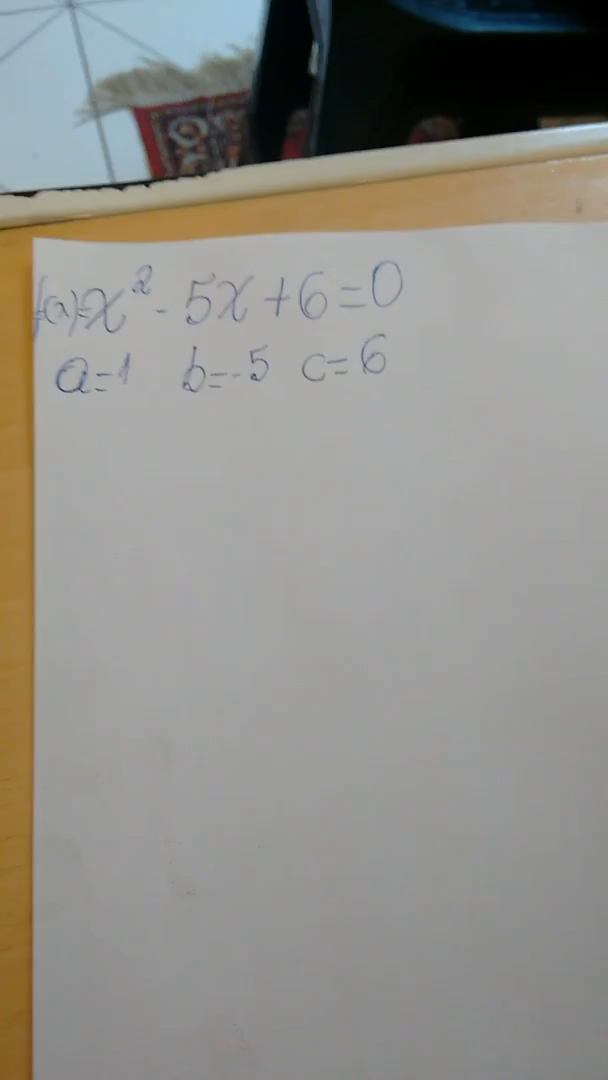 f(a)=x² - 5x+6=0
a=1 b=-5 c=6